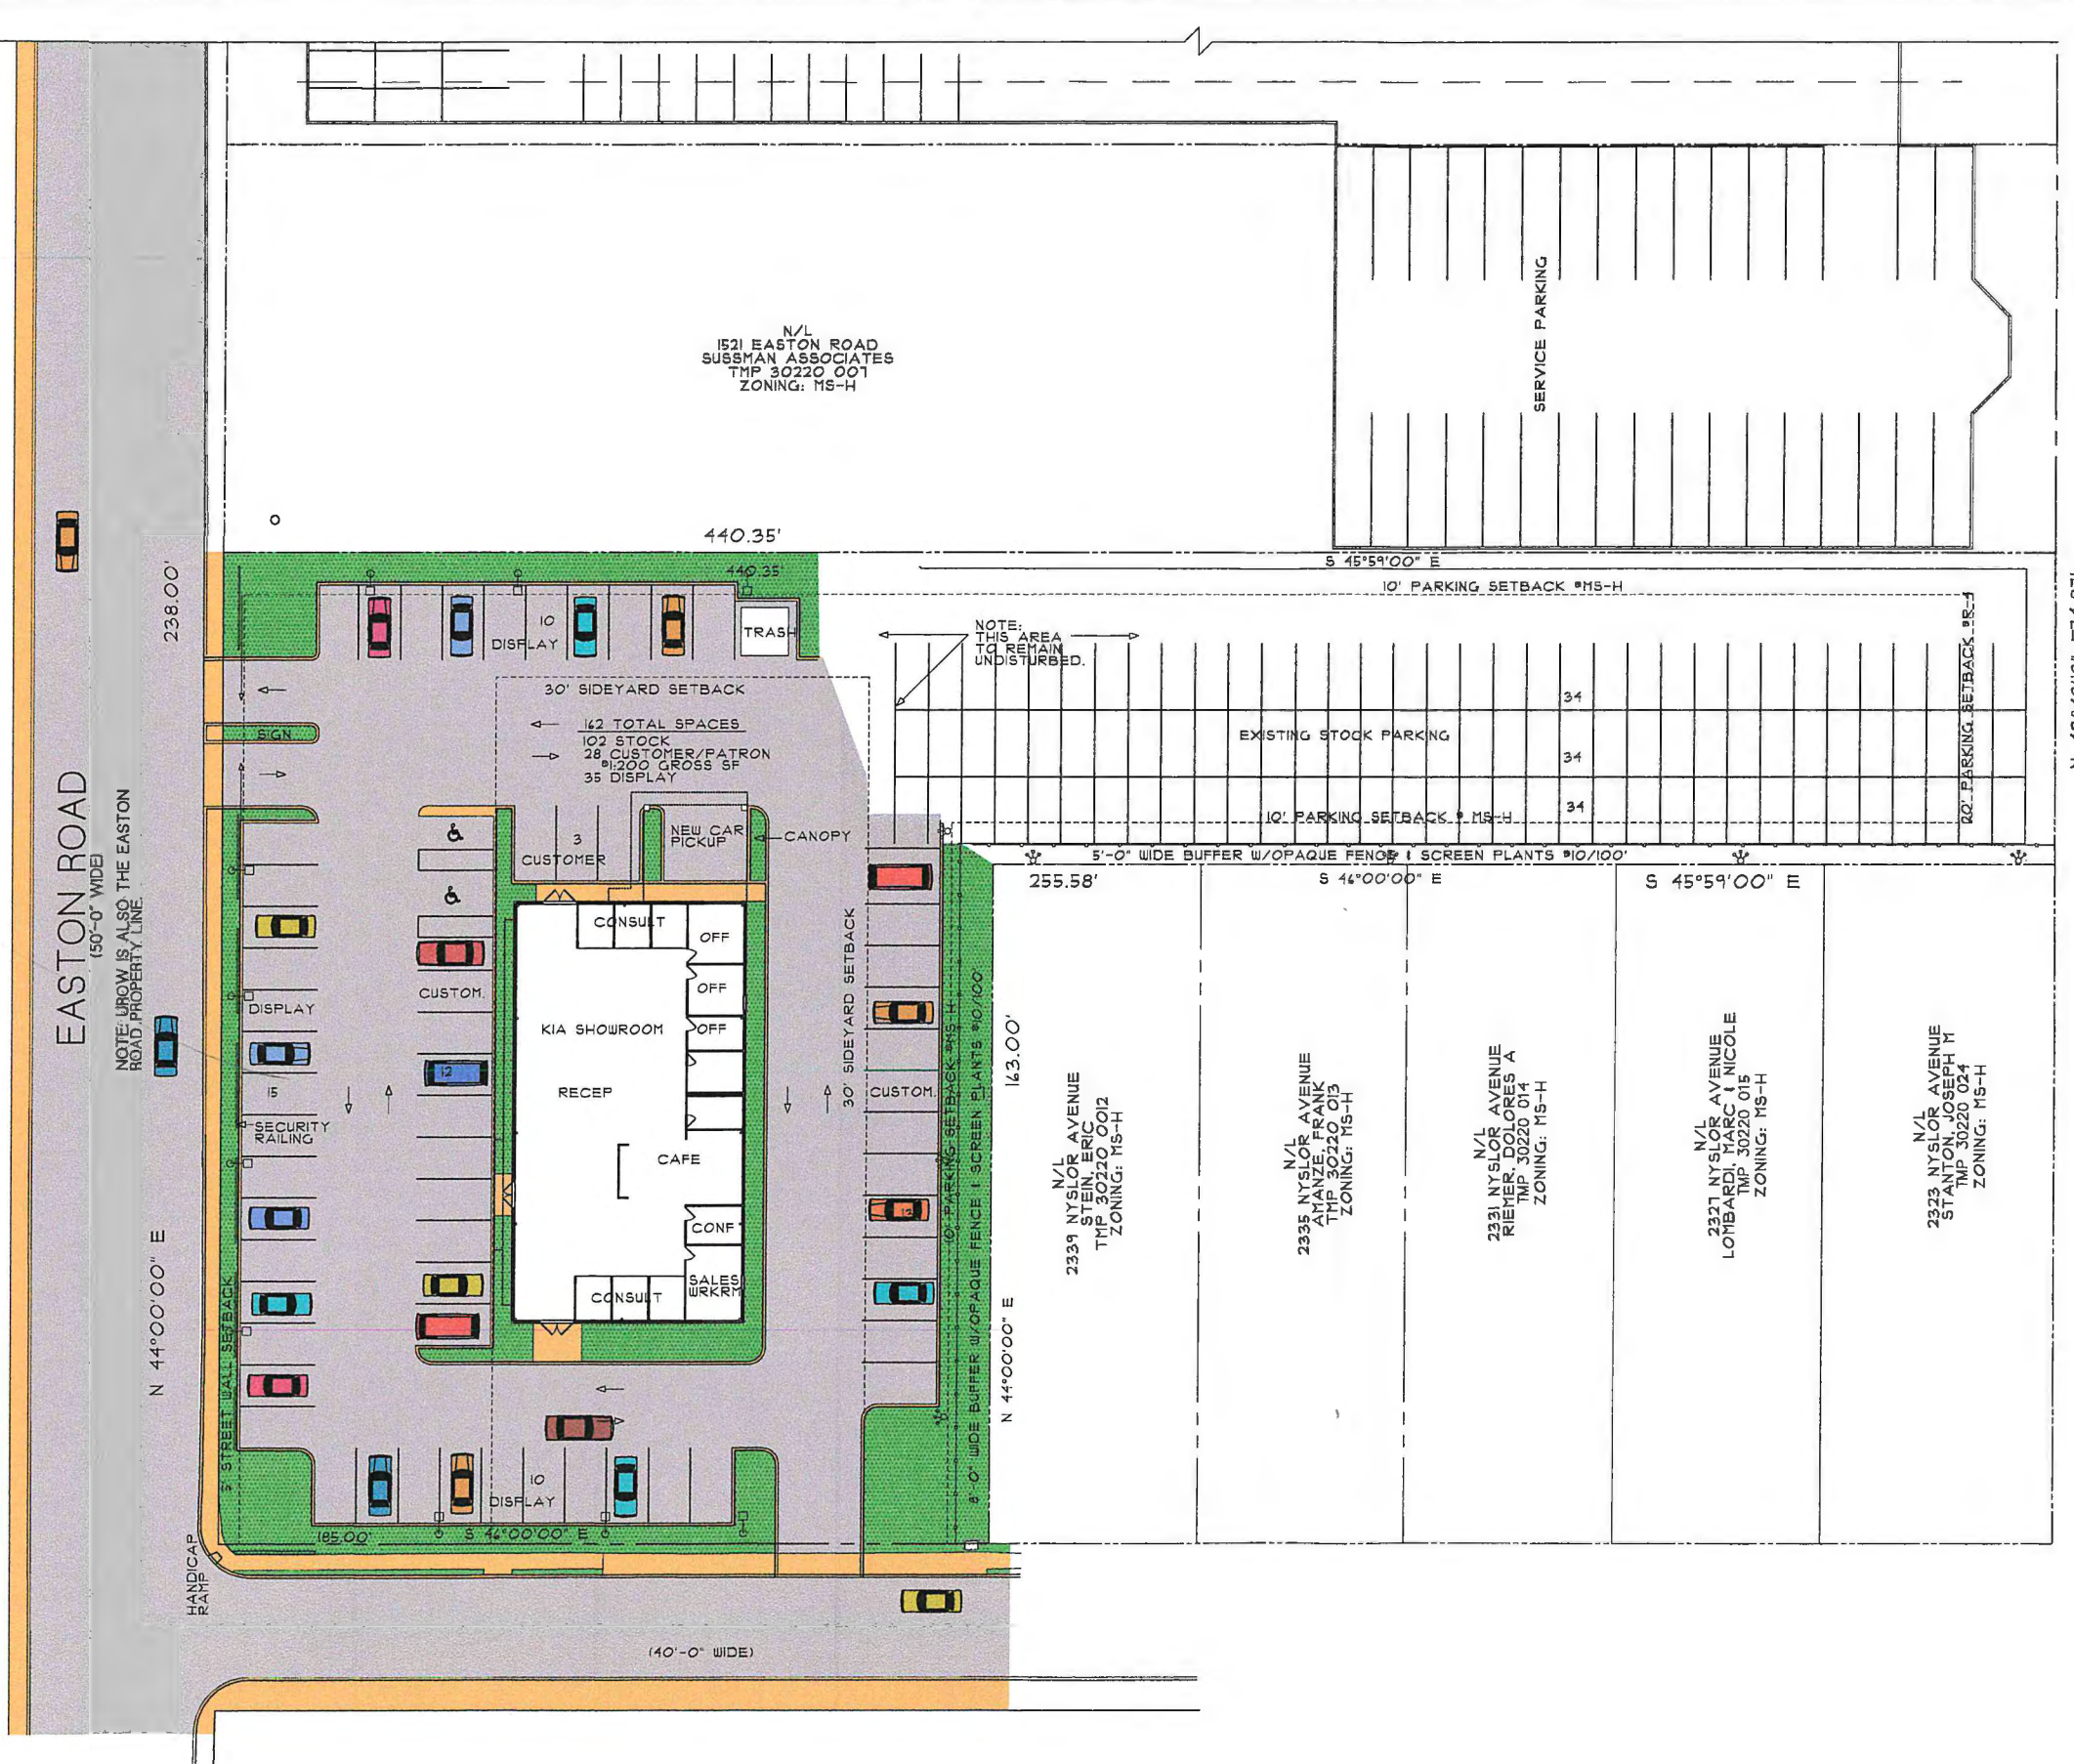 N/L
1521 EASTON ROAD
SUSSMAN ASSOCIATES
TMP 30220 007
ZONING: MS-H
SERVICE PARKING
440.35'
440.35'
S 45°59'00" E
10' PARKING SETBACK @MS-H
238.00'
10
DISPLAY
TRASH
NOTE:
THIS AREA
TO REMAIN
UNDISTURBED.
30' SIDEYARD SETBACK
SIGN
162 TOTAL SPACES
102 STOCK
28 CUSTOMER/PATRON
@1:200 GROSS SF
35 DISPLAY
34
EXISTING STOCK PARKING
34
34
20' PARKING SETBACK @R-4
10' PARKING SETBACK @ MS-H
5'-0" WIDE BUFFER W/OPAQUE FENCE & SCREEN PLANTS @10/100'
255.58'
S 46°00'00" E
S 45°59'00" E
EASTON ROAD
(50'-0" WIDE)
NOTE: UROW IS ALSO THE EASTON
ROAD PROPERTY LINE.
3
CUSTOMER
NEW CAR
PICKUP
CANOPY
CONSULT
OFF
OFF
OFF
KIA SHOWROOM
RECEP
CAFE
CONF
SALES
WRKRM
CONSULT
CUSTOM.
12
DISPLAY
15
SECURITY
RAILING
30' SIDEYARD SETBACK
CUSTOM.
13
10' PARKING SETBACK @MS-H
8'-0" WIDE BUFFER W/OPAQUE FENCE & SCREEN PLANTS @10/100'
163.00'
N 44°00'00" E
N 44°00'00" E
5' STREET WALL SETBACK
N/L
2339 NYSLOR AVENUE
STEIN, ERIC
TMP 30220 0012
ZONING: MS-H
N/L
2335 NYSLOR AVENUE
AMANZE, FRANK
TMP 30220 013
ZONING: MS-H
N/L
2331 NYSLOR AVENUE
RIEMER, DOLORES A
TMP 30220 014
ZONING: MS-H
N/L
2327 NYSLOR AVENUE
LOMBARDI, MARC & NICOLE
TMP 30220 015
ZONING: MS-H
N/L
2323 NYSLOR AVENUE
STANTON, JOSEPH M
TMP 30220 024
ZONING: MS-H
10
DISPLAY
185.00'
S 46°00'00" E
HANDICAP
RAMP
(40'-0" WIDE)